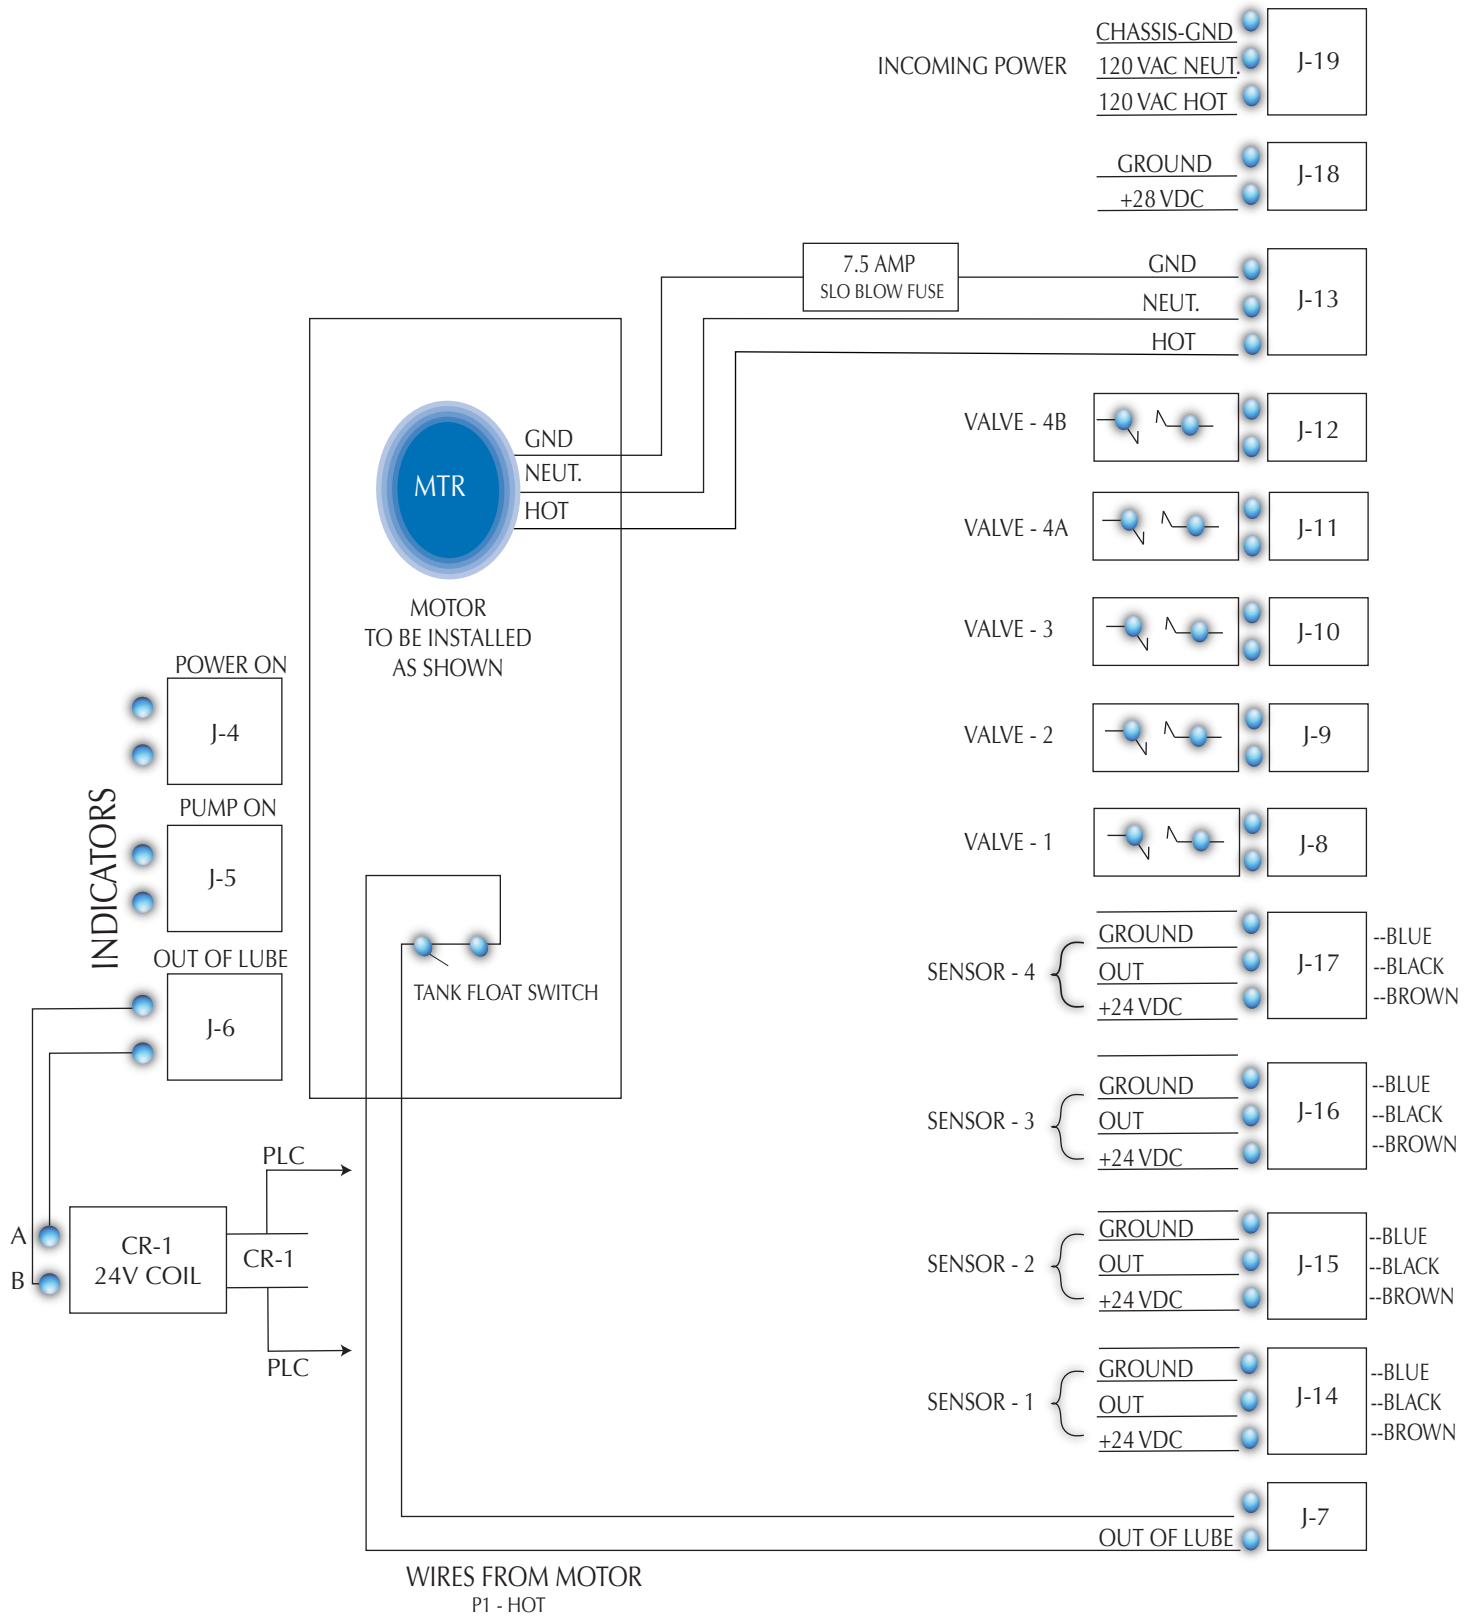 CHASSIS-GND
INCOMING POWER
120 VAC NEUT.
120 VAC HOT
J-19
GROUND
+28 VDC
J-18
7.5 AMP
SLO BLOW FUSE
GND
NEUT.
HOT
J-13
MTR
GND
NEUT.
HOT
MOTOR
TO BE INSTALLED
AS SHOWN
VALVE - 4B
J-12
VALVE - 4A
J-11
VALVE - 3
J-10
VALVE - 2
J-9
VALVE - 1
J-8
INDICATORS
POWER ON
J-4
PUMP ON
J-5
OUT OF LUBE
J-6
TANK FLOAT SWITCH
SENSOR - 4
GROUND
OUT
+24 VDC
J-17
--BLUE
--BLACK
--BROWN
SENSOR - 3
GROUND
OUT
+24 VDC
J-16
--BLUE
--BLACK
--BROWN
PLC
A
B
CR-1
24V COIL
CR-1
PLC
SENSOR - 2
GROUND
OUT
+24 VDC
J-15
--BLUE
--BLACK
--BROWN
SENSOR - 1
GROUND
OUT
+24 VDC
J-14
--BLUE
--BLACK
--BROWN
OUT OF LUBE
J-7
WIRES FROM MOTOR
P1 - HOT